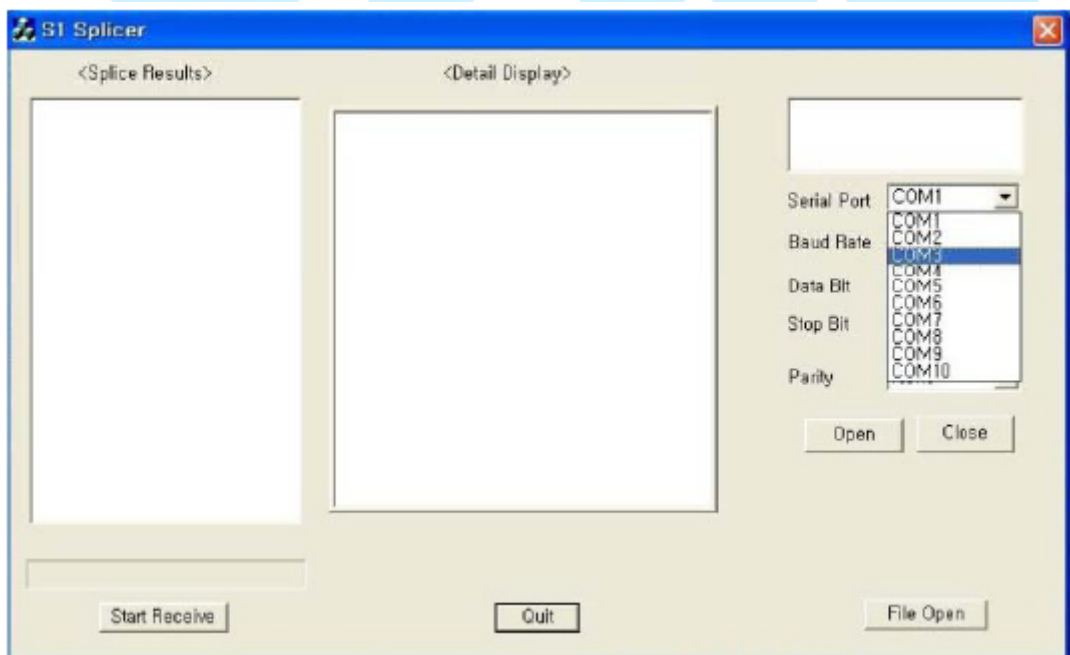 S1 Splicer
<Splice Results>
<Detail Display>
Serial Port
COM1
COM1
COM2
COM3
COM4
COM5
COM6
COM7
COM8
COM9
COM10
Baud Rate
Data Bit
Stop Bit
Parity
Open
Close
Start Receive
Quit
File Open